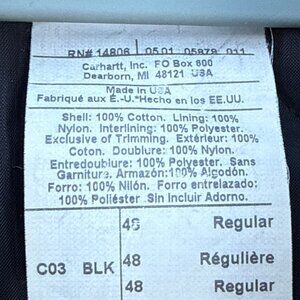 RN# 14806 05.01 05879 011
Carhartt, Inc. PO Box 600
Dearborn, MI 48121 USA
Made in USA
Fabriqué aux É.-U. *Hecho en los EE.UU.
Shell: 100% Cotton. Lining: 100%
Nylon. Interlining: 100% Polyester.
Exclusive of Trimming. Extérieur: 100%
Coton. Doublure: 100% Nylon.
Entredoublure: 100% Polyester. Sans
Garniture. Armazón: 100% Algodón.
Forro: 100% Nilón. Forro entrelazado:
100% Poliéster .Sin Incluir Adorno.
48 Regular
C03 BLK 48 Régulière
48 Regular